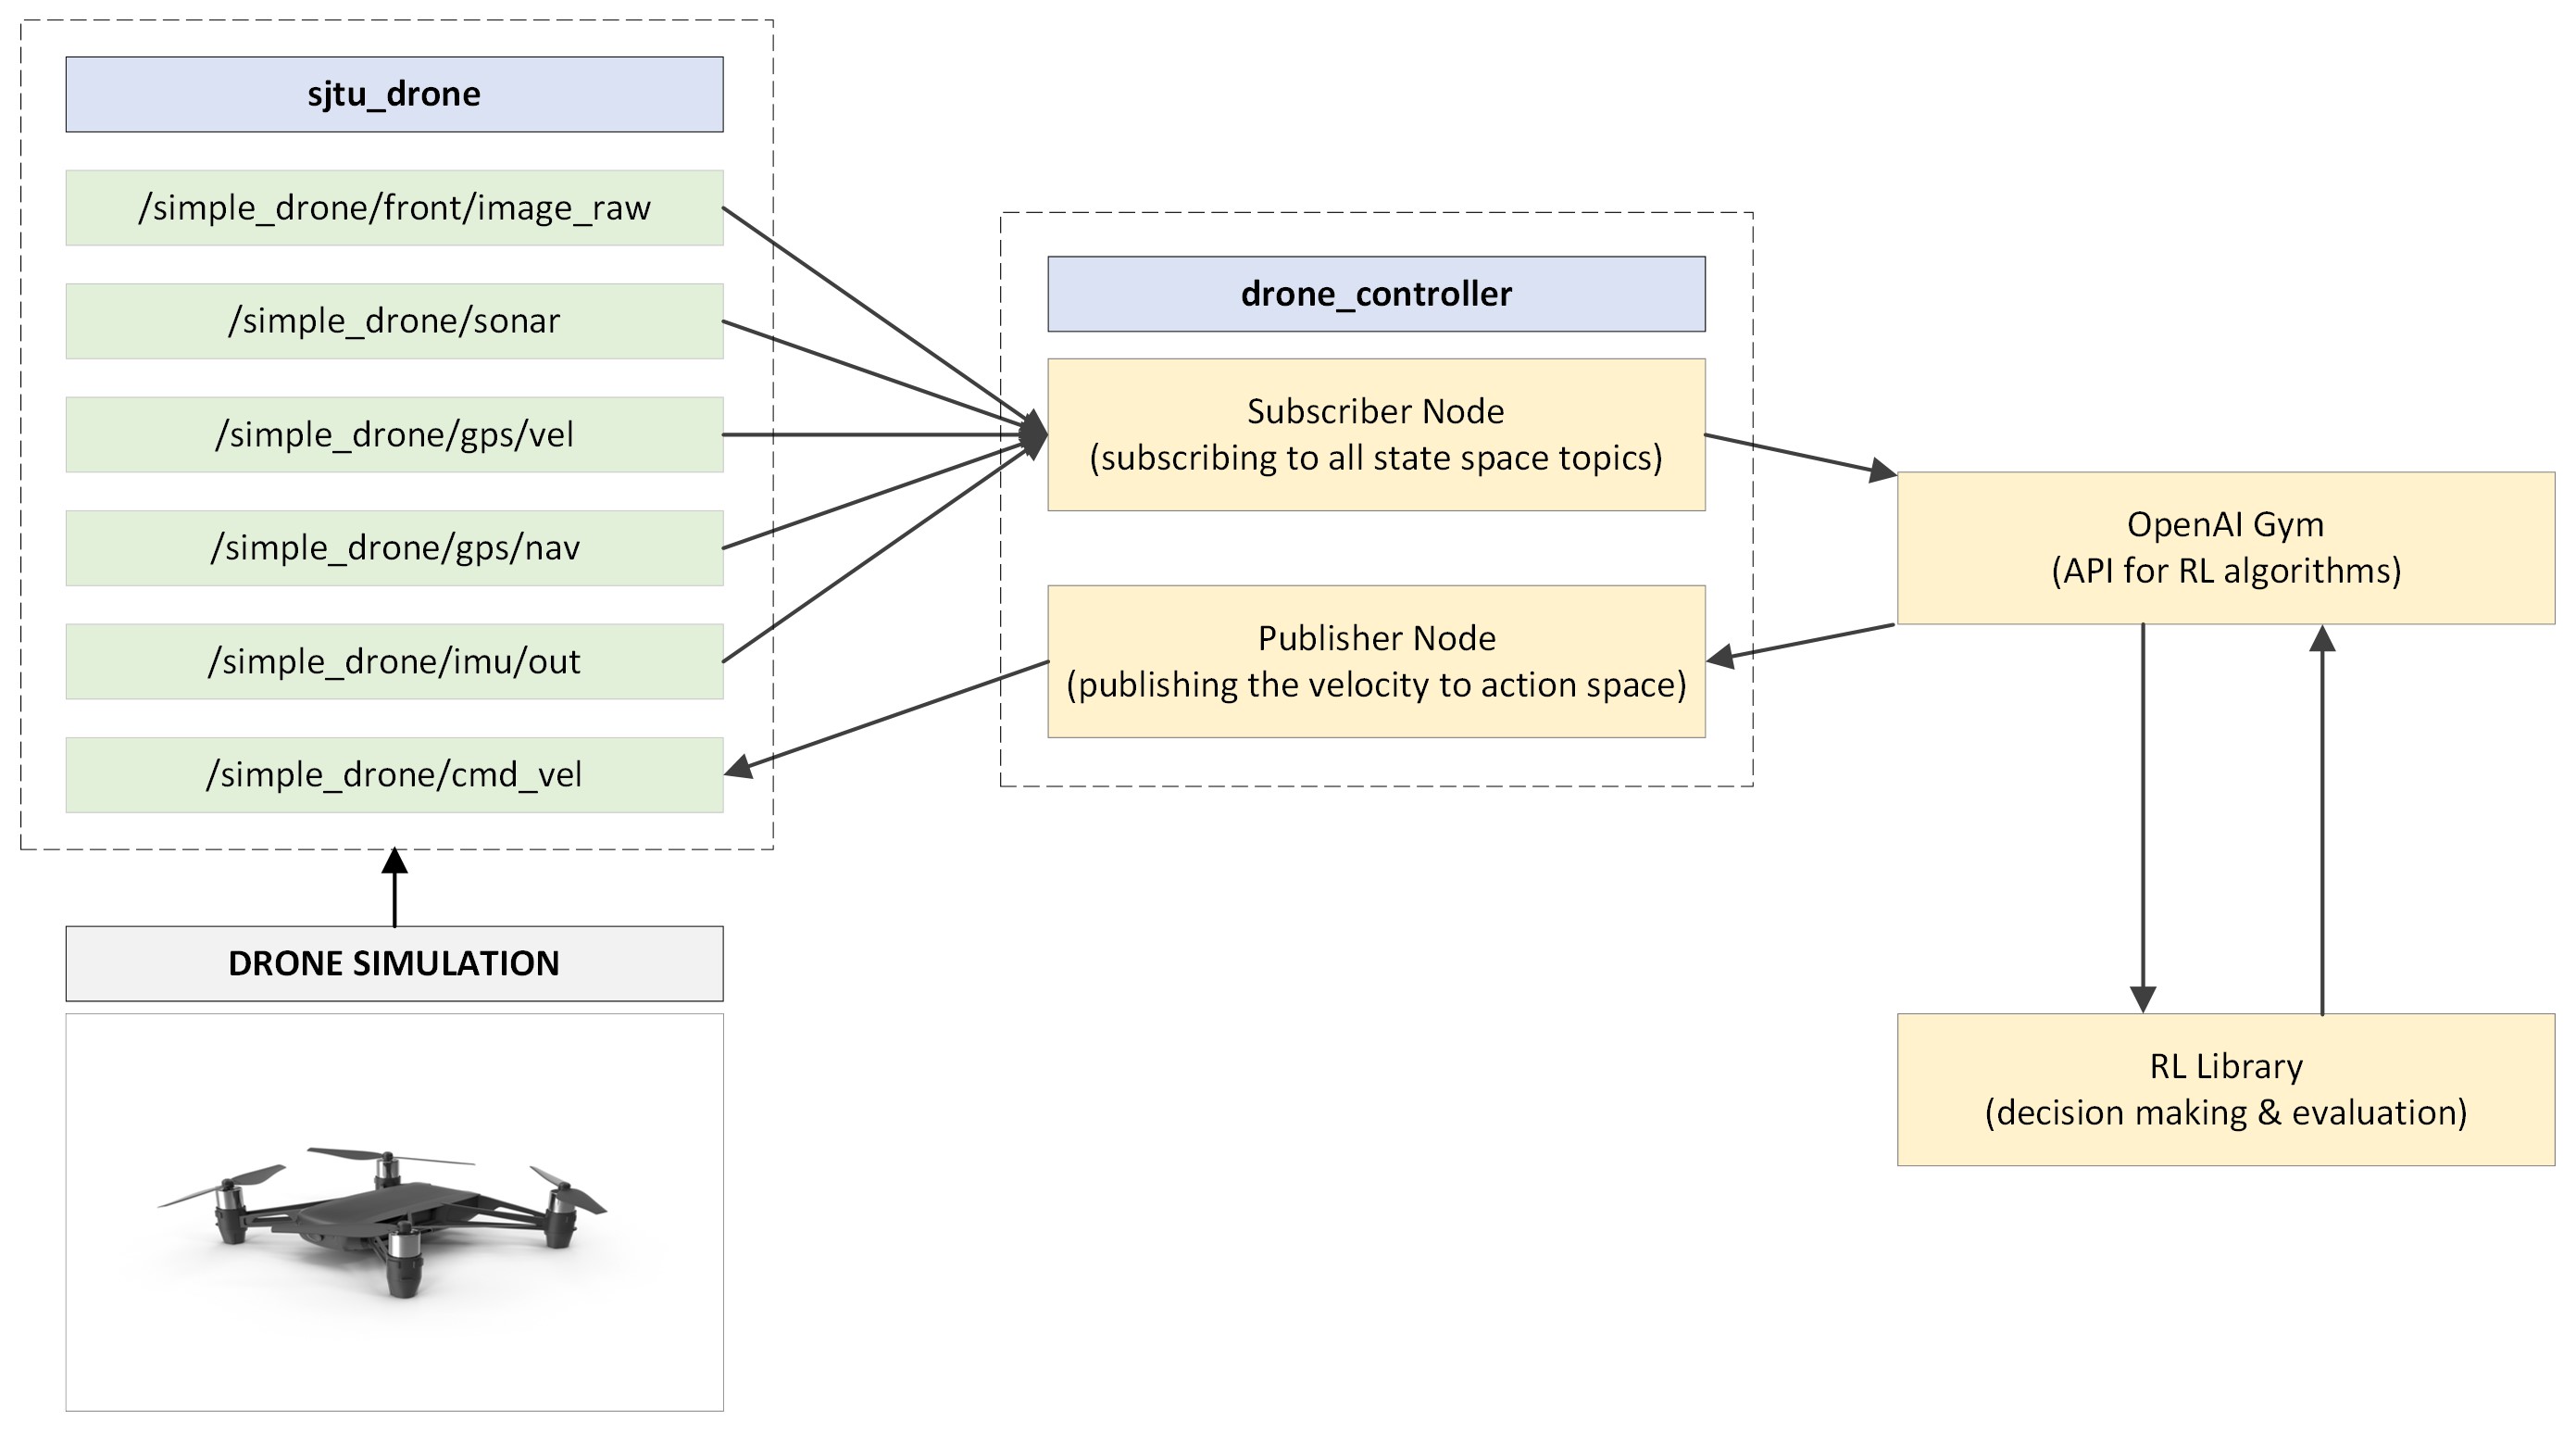 sjtu_drone
/simple_drone/front/image_raw
/simple_drone/sonar
/simple_drone/gps/vel
/simple_drone/gps/nav
/simple_drone/imu/out
/simple_drone/cmd_vel
DRONE SIMULATION
drone_controller
Subscriber Node
(subscribing to all state space topics)
Publisher Node
(publishing the velocity to action space)
OpenAI Gym
(API for RL algorithms)
RL Library
(decision making & evaluation)